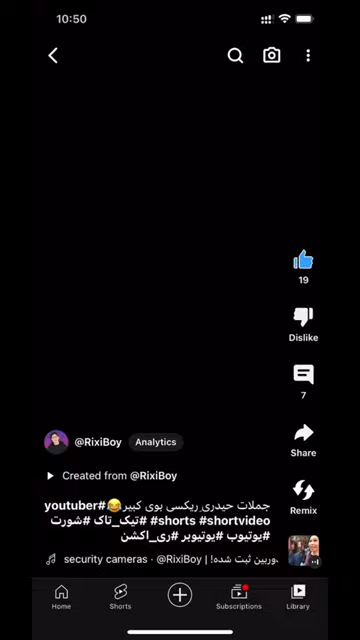 10:50
19
Dislike
7
@RixiBoy
Analytics
Share
Created from @RixiBoy
Remix
جملات حیدری ریکسی بوی کبیر😂#youtuber
#shorts #shortvideo #تیک_تاک #شورت
#یوتیوب #یوتیوبر #ری_اکشن
security cameras · @RixiBoy | دوربین ثبت شده!
Home
Shorts
Subscriptions
Library